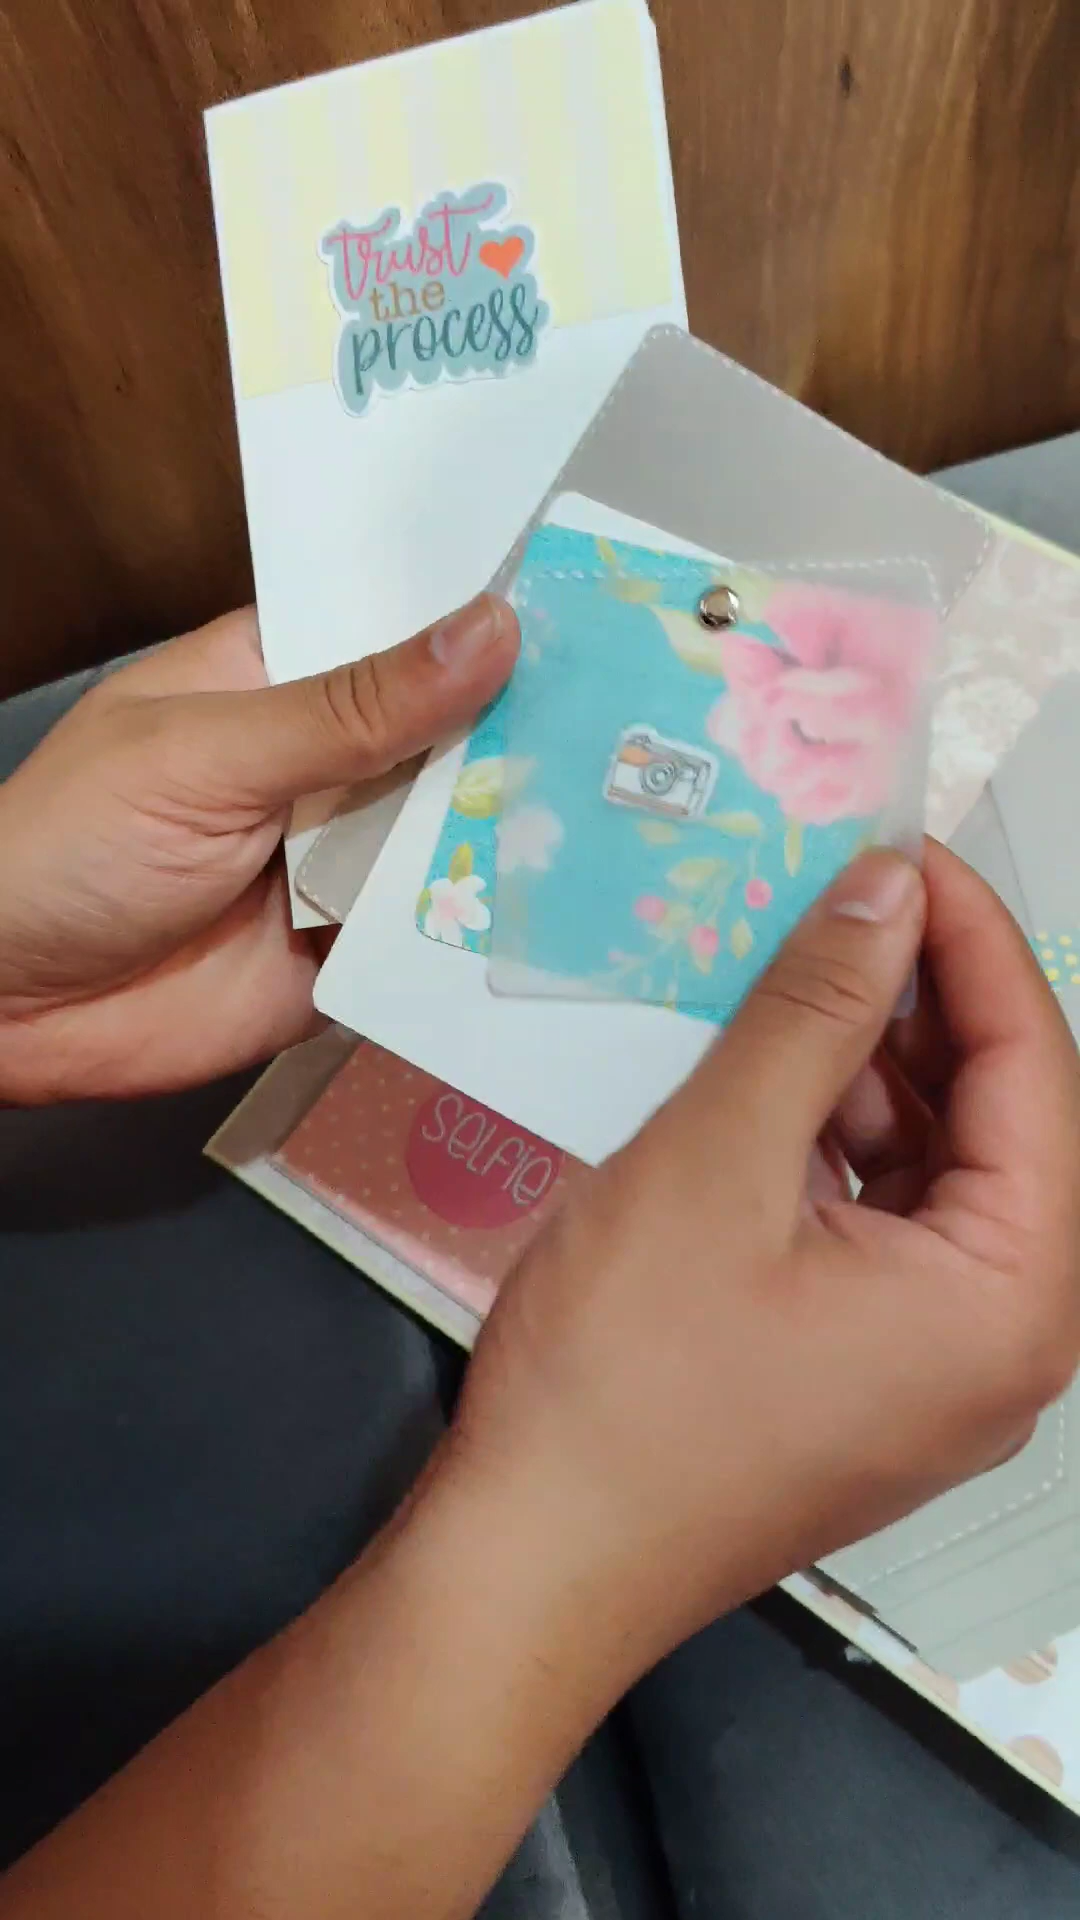 trust
the
process
selfie